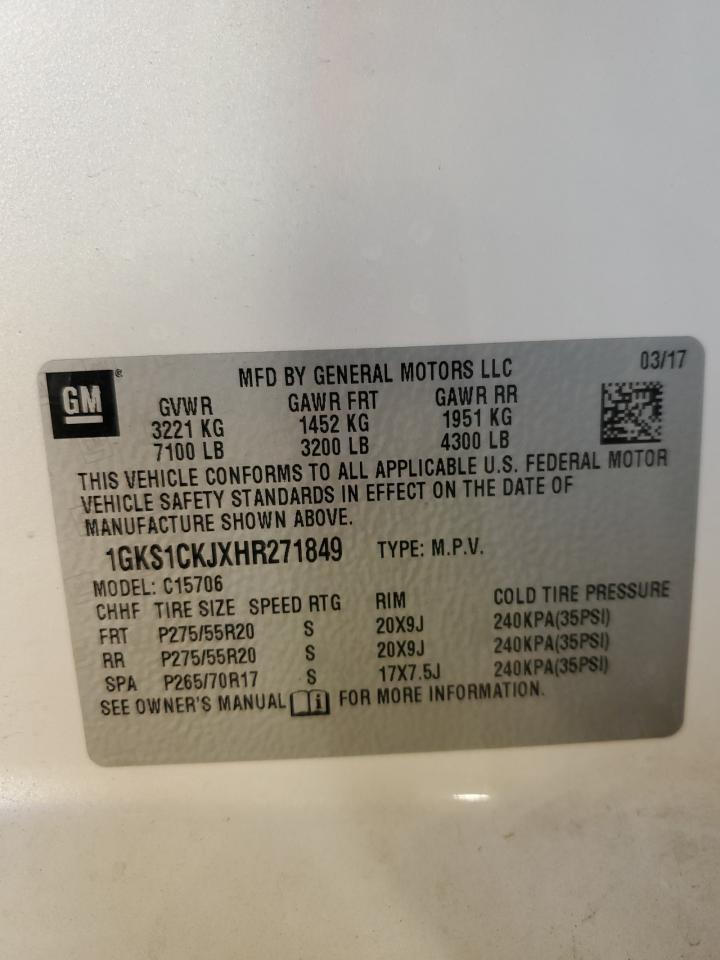 GM ®
MFD BY GENERAL MOTORS LLC 03/17
GVWR GAWR FRT GAWR RR
3221 KG 1452 KG 1951 KG
7100 LB 3200 LB 4300 LB
THIS VEHICLE CONFORMS TO ALL APPLICABLE U.S. FEDERAL MOTOR
VEHICLE SAFETY STANDARDS IN EFFECT ON THE DATE OF
MANUFACTURE SHOWN ABOVE.
1GKS1CKJXHR271849 TYPE: M.P.V.
MODEL: C15706
CHHF TIRE SIZE SPEED RTG RIM COLD TIRE PRESSURE
FRT P275/55R20 S 20X9J 240KPA(35PSI)
RR P275/55R20 S 20X9J 240KPA(35PSI)
SPA P265/70R17 S 17X7.5J 240KPA(35PSI)
SEE OWNER'S MANUAL i FOR MORE INFORMATION.